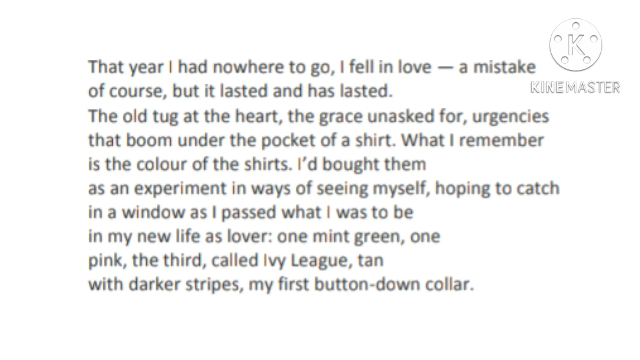 That year I had nowhere to go, I fell in love — a mistake
of course, but it lasted and has lasted.
The old tug at the heart, the grace unasked for, urgencies
that boom under the pocket of a shirt. What I remember
is the colour of the shirts. I'd bought them
as an experiment in ways of seeing myself, hoping to catch
in a window as I passed what I was to be
in my new life as lover: one mint green, one
pink, the third, called Ivy League, tan
with darker stripes, my first button-down collar.
K
KINEMASTER